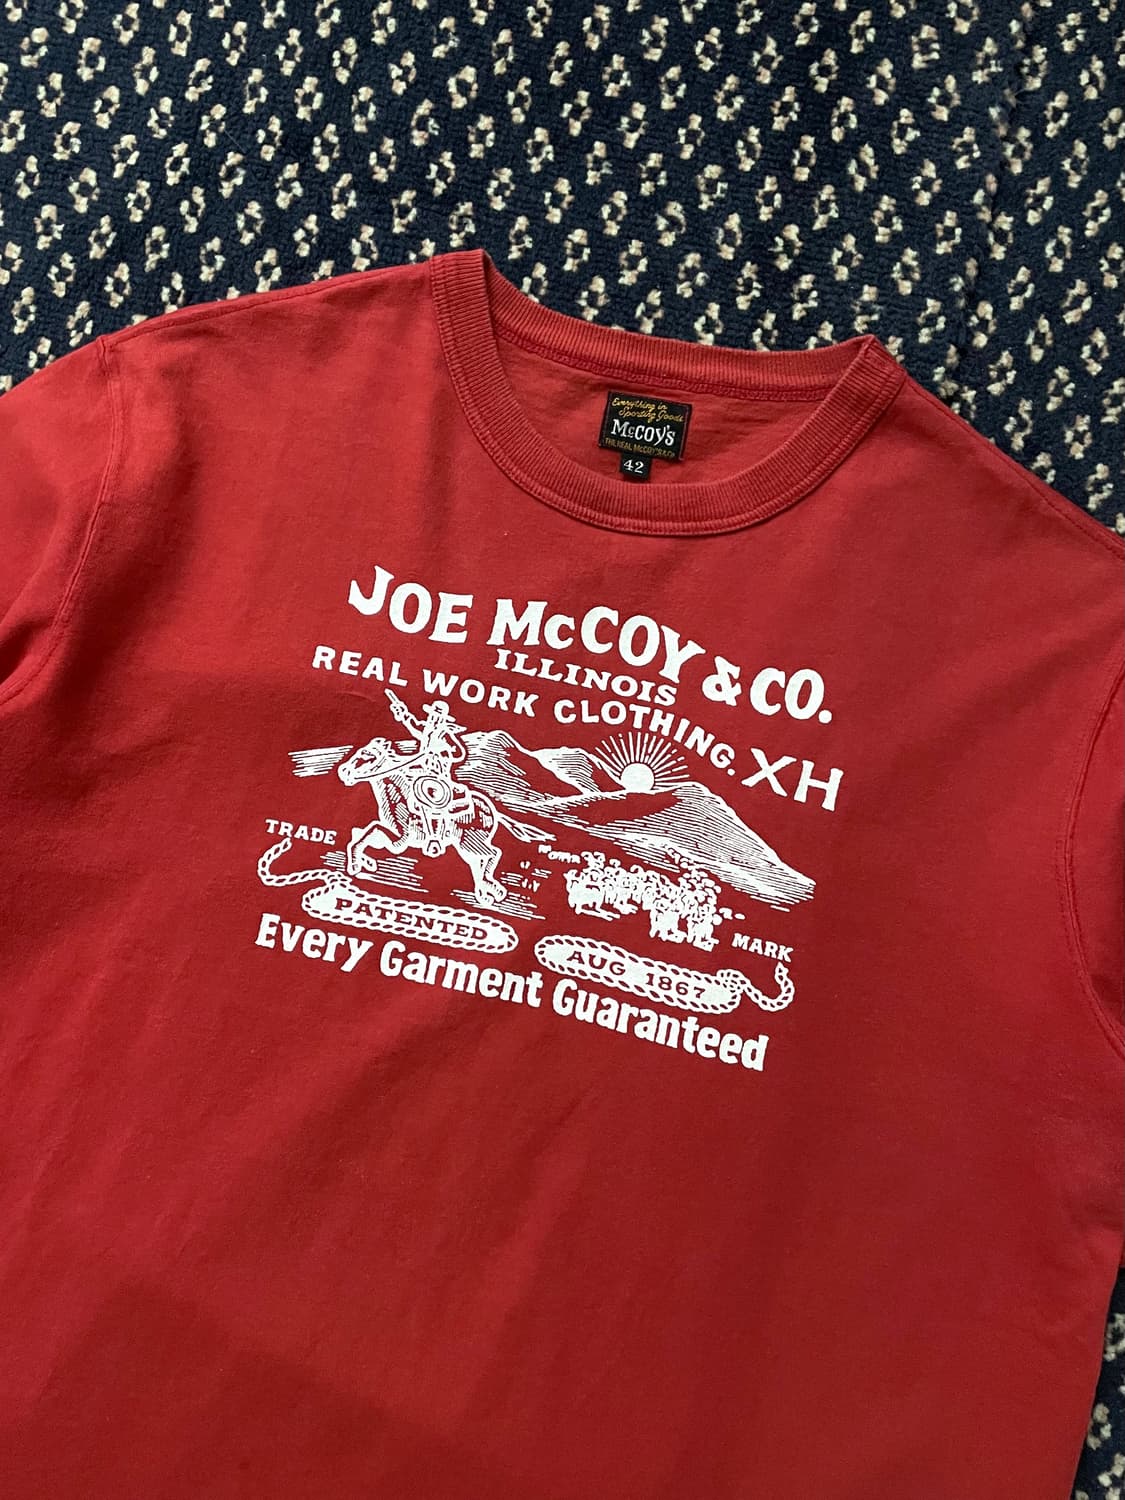 Everything in
Sporting Goods
McCOY'S
THE REAL McCOY'S & Co.
42
JOE McCOY & CO.
ILLINOIS
REAL WORK CLOTHING. XH
TRADE
PATENTED
AUG 1867
MARK
Every Garment Guaranteed